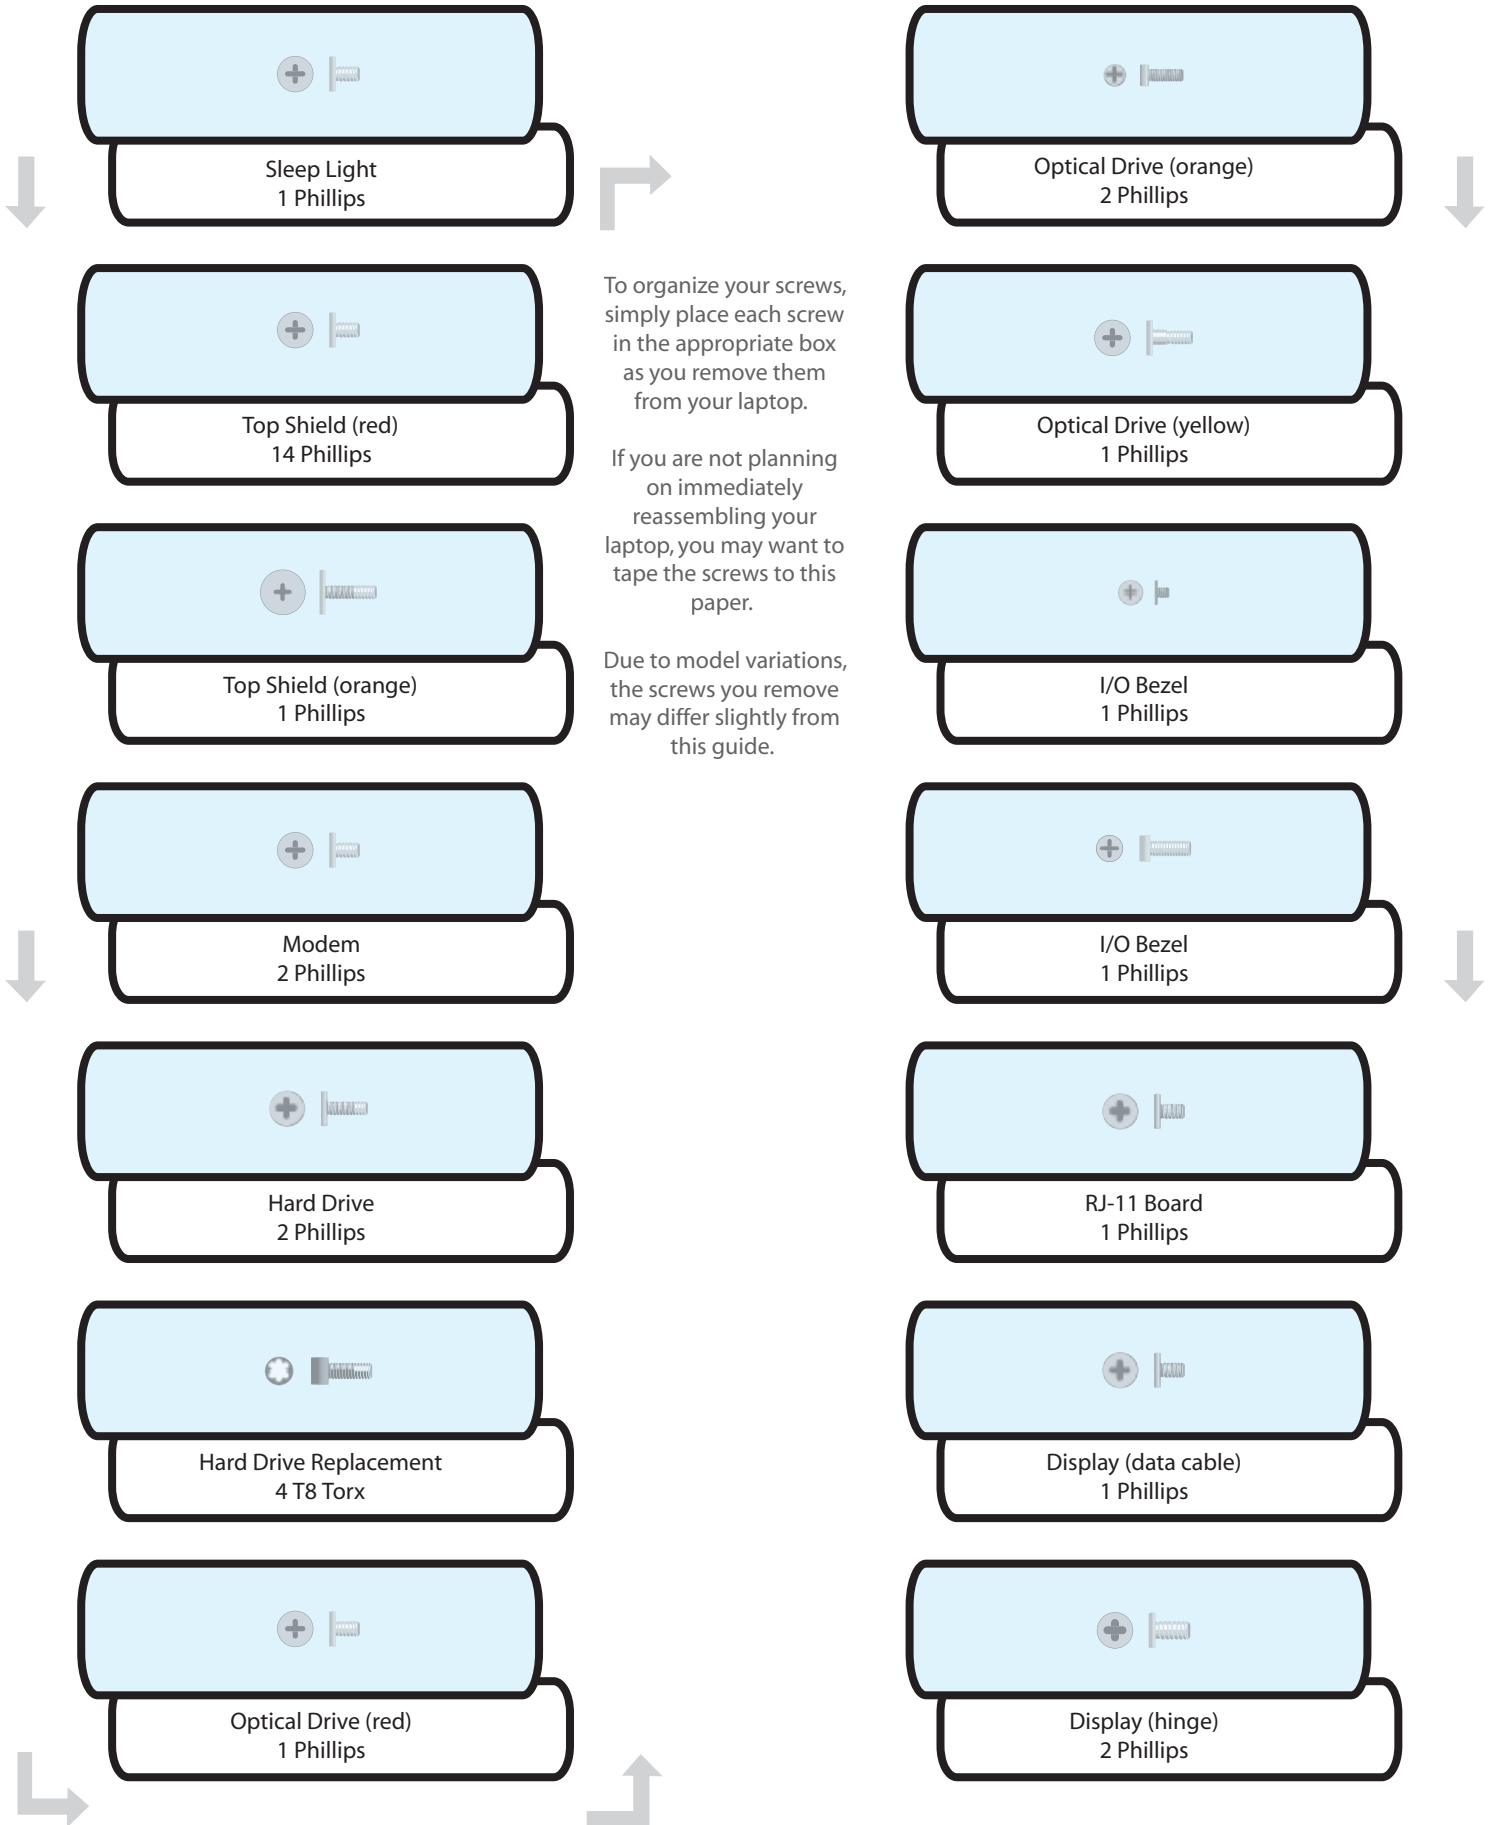 Sleep Light
1 Phillips
Top Shield (red)
14 Phillips
Top Shield (orange)
1 Phillips
Modem
2 Phillips
Hard Drive
2 Phillips
Hard Drive Replacement
4 T8 Torx
Optical Drive (red)
1 Phillips
To organize your screws,
simply place each screw
in the appropriate box
as you remove them
from your laptop.
If you are not planning
on immediately
reassembling your
laptop, you may want to
tape the screws to this
paper.
Due to model variations,
the screws you remove
may differ slightly from
this guide.
Optical Drive (orange)
2 Phillips
Optical Drive (yellow)
1 Phillips
I/O Bezel
1 Phillips
I/O Bezel
1 Phillips
RJ-11 Board
1 Phillips
Display (data cable)
1 Phillips
Display (hinge)
2 Phillips